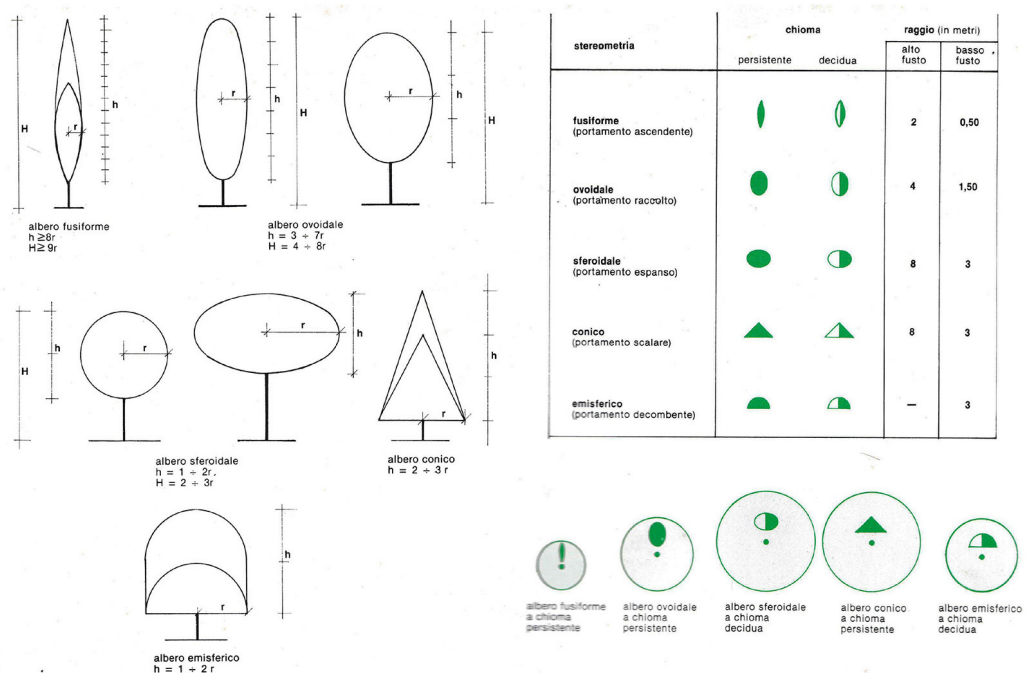 H
r
h
r
h
H
r
h
H
albero fusiforme
h ≥8r
H≥ 9r
albero ovoidale
h = 3 ÷ 7r
H = 4 ÷ 8r
H
h
r
r
h
r
h
albero sferoidale
h = 1 ÷ 2r.
H = 2 ÷ 3r
albero conico
h = 2 ÷ 3 r
r
h
albero emisferico
h = 1 ÷ 2 r
stereometria
chioma
persistente
decidua
raggio (in metri)
alto
fusto
basso
fusto
fusiforme
(portamento ascendente)
2
0,50
ovoidale
(portamento raccolto)
4
1,50
sferoidale
(portamento espanso)
8
3
conico
(portamento scalare)
8
3
emisferico
(portamento decombente)
—
3
albero fusiforme
a chioma
persistente
albero ovoidale
a chioma
persistente
albero sferoidale
a chioma
decidua
albero conico
a chioma
persistente
albero emisferico
a chioma
decidua